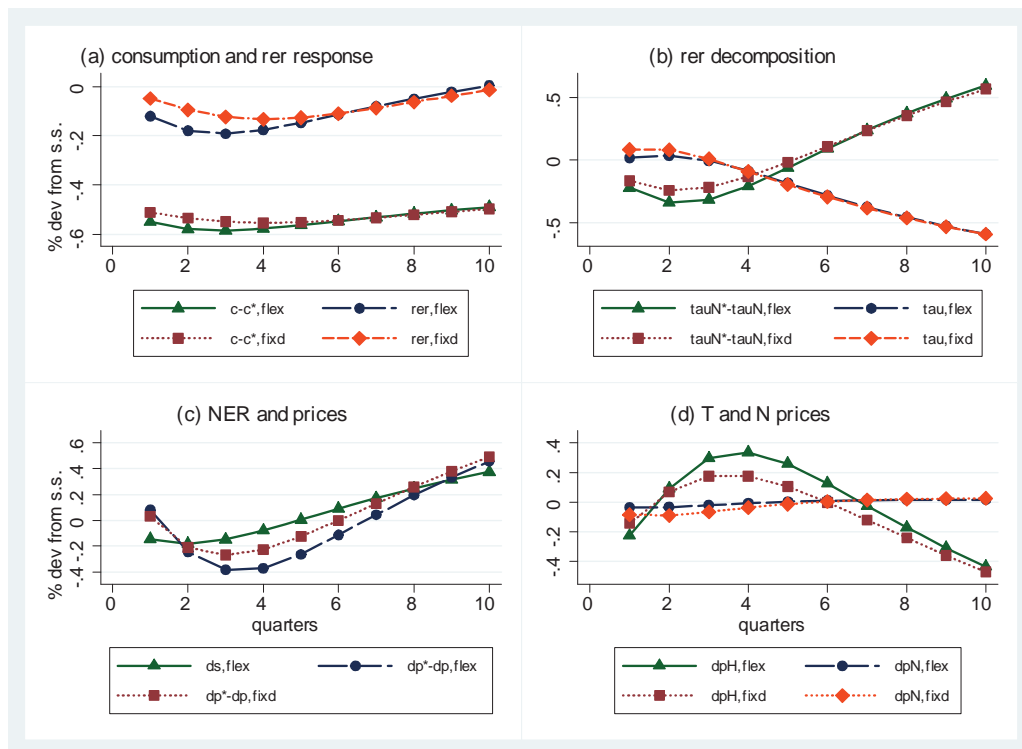 (a) consumption and rer response
% dev from s.s.
0
-.2
-.4
-.6
0 2 4 6 8 10
c-c*,flex rer,flex
c-c*,fixd rer,fixd
(b) rer decomposition
.5
0
-.5
0 2 4 6 8 10
tauN*-tauN,flex tau,flex
tauN*-tauN,fixd tau,fixd
(c) NER and prices
% dev from s.s.
.6
.4
.2
0
-.2
-.4
0 2 4 6 8 10
quarters
ds,flex dp*-dp,flex
dp*-dp,fixd
(d) T and N prices
.4
.2
0
-.2
-.4
0 2 4 6 8 10
quarters
dpH,flex dpN,flex
dpH,fixd dpN,fixd